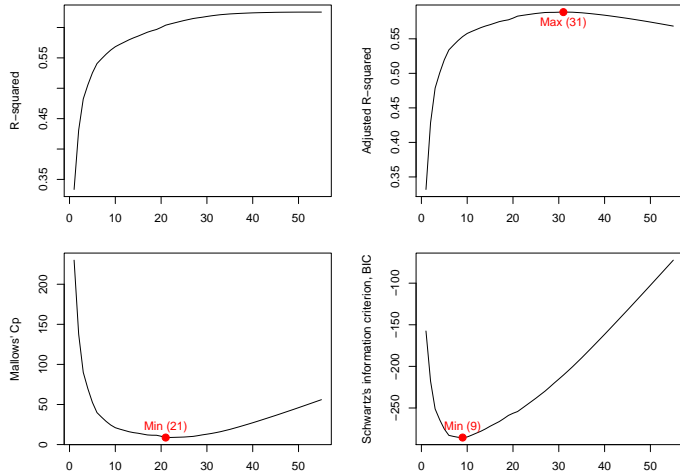 R−squared
0.35
0.45
0.55
0 10 20 30 40 50
Adjusted R−squared
0.35
0.40
0.45
0.50
0.55
Max (31)
0 10 20 30 40 50
Mallows' Cp
0
50
100
150
200
Min (21)
0 10 20 30 40 50
Schwartz's information criterion, BIC
−250
−200
−150
−100
Min (9)
0 10 20 30 40 50